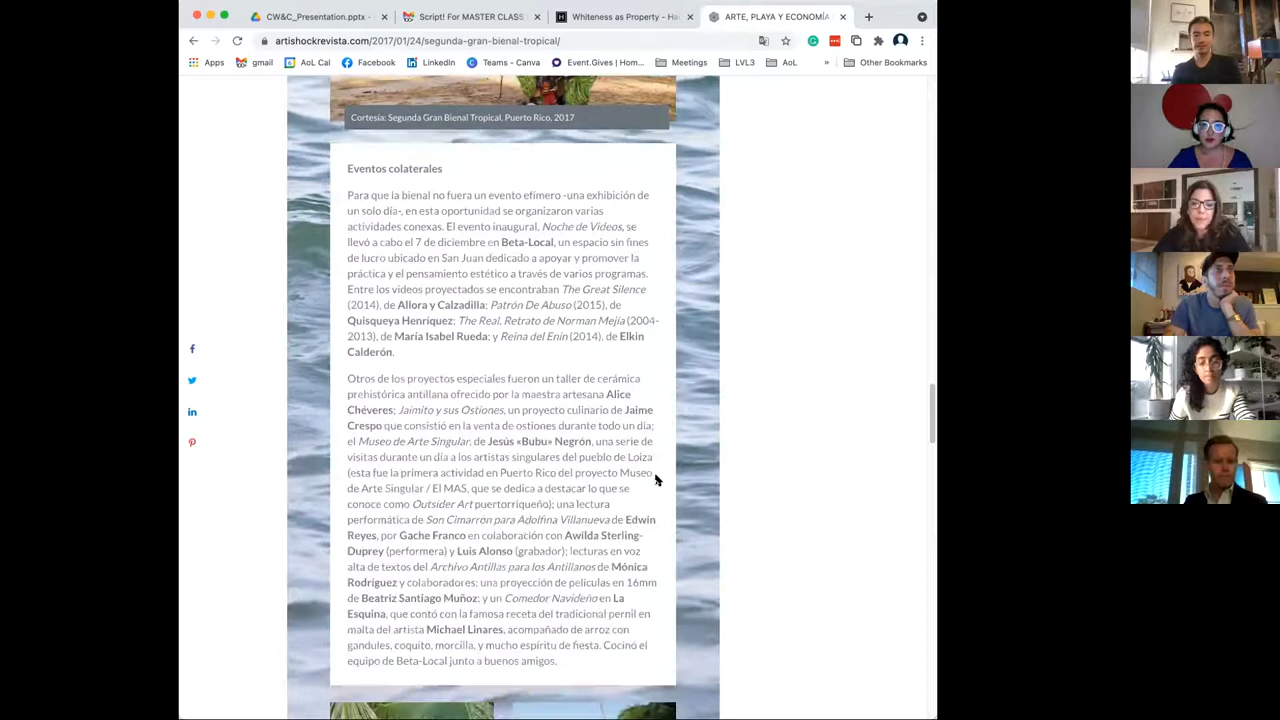 CW&C_Presentation.pptx -
Script! For MASTER CLASS
Whiteness as Property - Ha
ARTE, PLAYA Y ECONOMÍA
artishockrevista.com/2017/01/24/segunda-gran-bienal-tropical/
Apps
gmail
AoL Cal
Facebook
LinkedIn
Teams - Canva
Event.Gives | Hom...
Meetings
LVL3
AoL
»
Other Bookmarks
Cortesía: Segunda Gran Bienal Tropical, Puerto Rico, 2017
Eventos colaterales
Para que la bienal no fuera un evento efímero -una exhibición de
un solo día-, en esta oportunidad se organizaron varias
actividades conexas. El evento inaugural, Noche de Videos, se
llevó a cabo el 7 de diciembre en Beta-Local, un espacio sin fines
de lucro ubicado en San Juan dedicado a apoyar y promover la
práctica y el pensamiento estético a través de varios programas.
Entre los videos proyectados se encontraban The Great Silence
(2014), de Allora y Calzadilla; Patrón De Abuso (2015), de
Quisqueya Henríquez; The Real. Retrato de Norman Mejía (2004-
2013), de María Isabel Rueda; y Reina del Enin (2014), de Elkin
Calderón.
Otros de los proyectos especiales fueron un taller de cerámica
prehistórica antillana ofrecido por la maestra artesana Alice
Chéveres; Jaimito y sus Ostiones, un proyecto culinario de Jaime
Crespo que consistió en la venta de ostiones durante todo un día;
el Museo de Arte Singular, de Jesús «Bubu» Negrón, una serie de
visitas durante un día a los artistas singulares del pueblo de Loiza
(esta fue la primera actividad en Puerto Rico del proyecto Museo
de Arte Singular / El MAS, que se dedica a destacar lo que se
conoce como Outsider Art puertorriqueño); una lectura
performática de Son Cimarron para Adolfina Villanueva de Edwin
Reyes, por Gache Franco en colaboración con Awilda Sterling-
Duprey (performera) y Luis Alonso (grabador); lecturas en voz
alta de textos del Archivo Antillas para los Antillanos de Mónica
Rodríguez y colaboradores; una proyección de películas en 16mm
de Beatriz Santiago Muñoz; y un Comedor Navideño en La
Esquina, que contó con la famosa receta del tradicional pernil en
malta del artista Michael Linares, acompañado de arroz con
gandules, coquito, morcilla, y mucho espíritu de fiesta. Cocinó el
equipo de Beta-Local junto a buenos amigos.